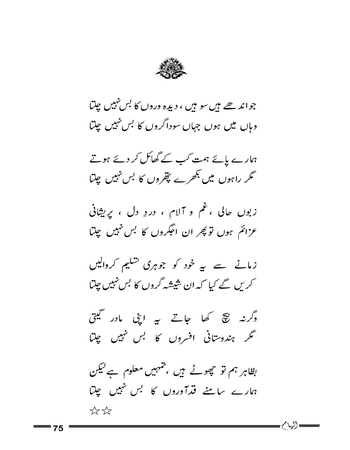 جو اندھے ہیں سو ہیں ، دیدہ وروں کا بس نہیں چلتا
وہاں میں ہوں جہاں سوداگروں کا بس نہیں چلتا
ہمارے پائے ہمت کب کے گھائل کر دئے ہوتے
مگر راہوں میں بکھرے پتھروں کا بس نہیں چلتا
زبوں حالی ، غم و آلام ، دردِ دل ، پریشانی
عزائم ہوں تو پھر ان اجگروں کا بس نہیں چلتا
زمانے سے یہ خود کو جوہری تسلیم کروالیں
کریں گے کیا کہ ان شیشہ گروں کا بس نہیں چلتا
وگرنہ بیچ کھا جاتے یہ اپنی مادر گیتی
مگر ہندوستانی افسروں کا بس نہیں چلتا
بظاہر ہم تو چھوٹے ہیں ، تمہیں معلوم ہے لیکن
ہمارے سامنے قدآوروں کا بس نہیں چلتا
☆☆
75